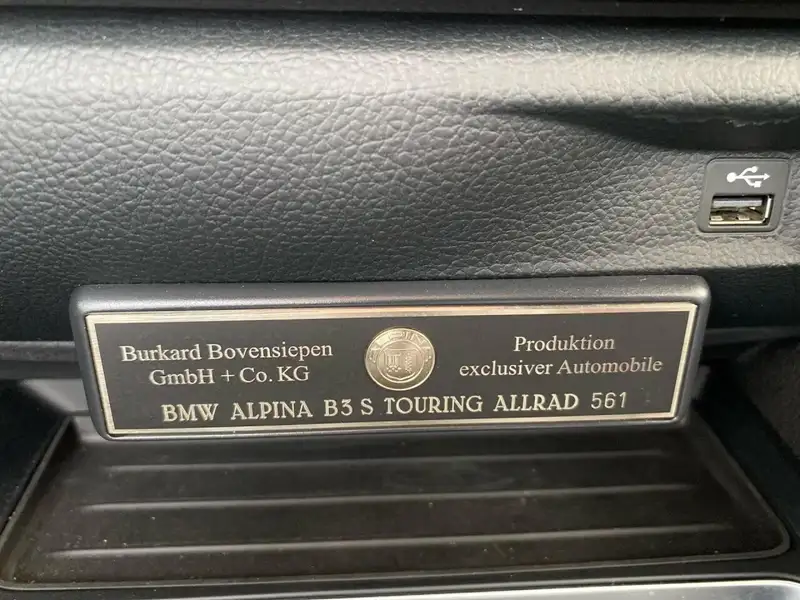 Burkard Bovensiepen
GmbH + Co. KG
Produktion
exclusiver Automobile
BMW ALPINA B3 S TOURING ALLRAD 561